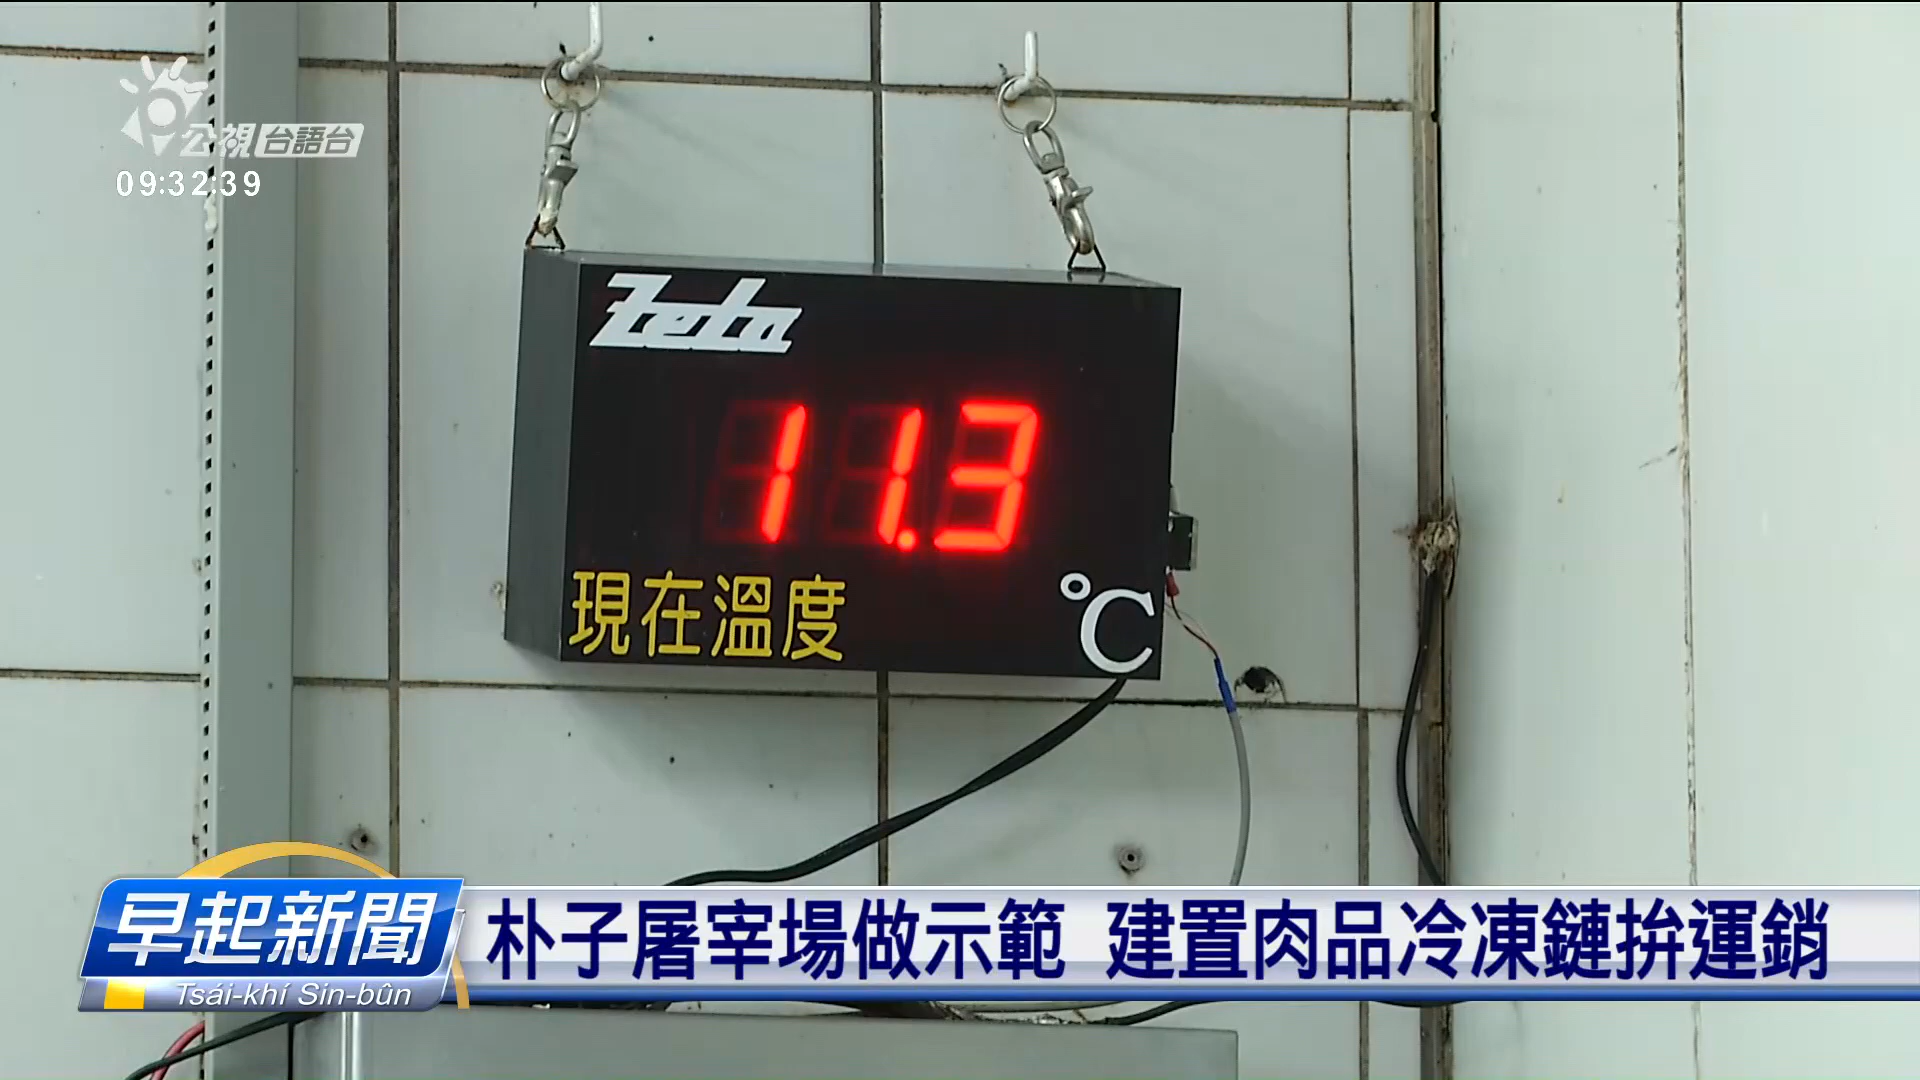 公視台語台
09:32:39
Zeta
11.3
現在溫度 °C
早起新聞
Tsái-khí Sin-bûn
朴子屠宰場做示範 建置肉品冷凍鏈拚運銷